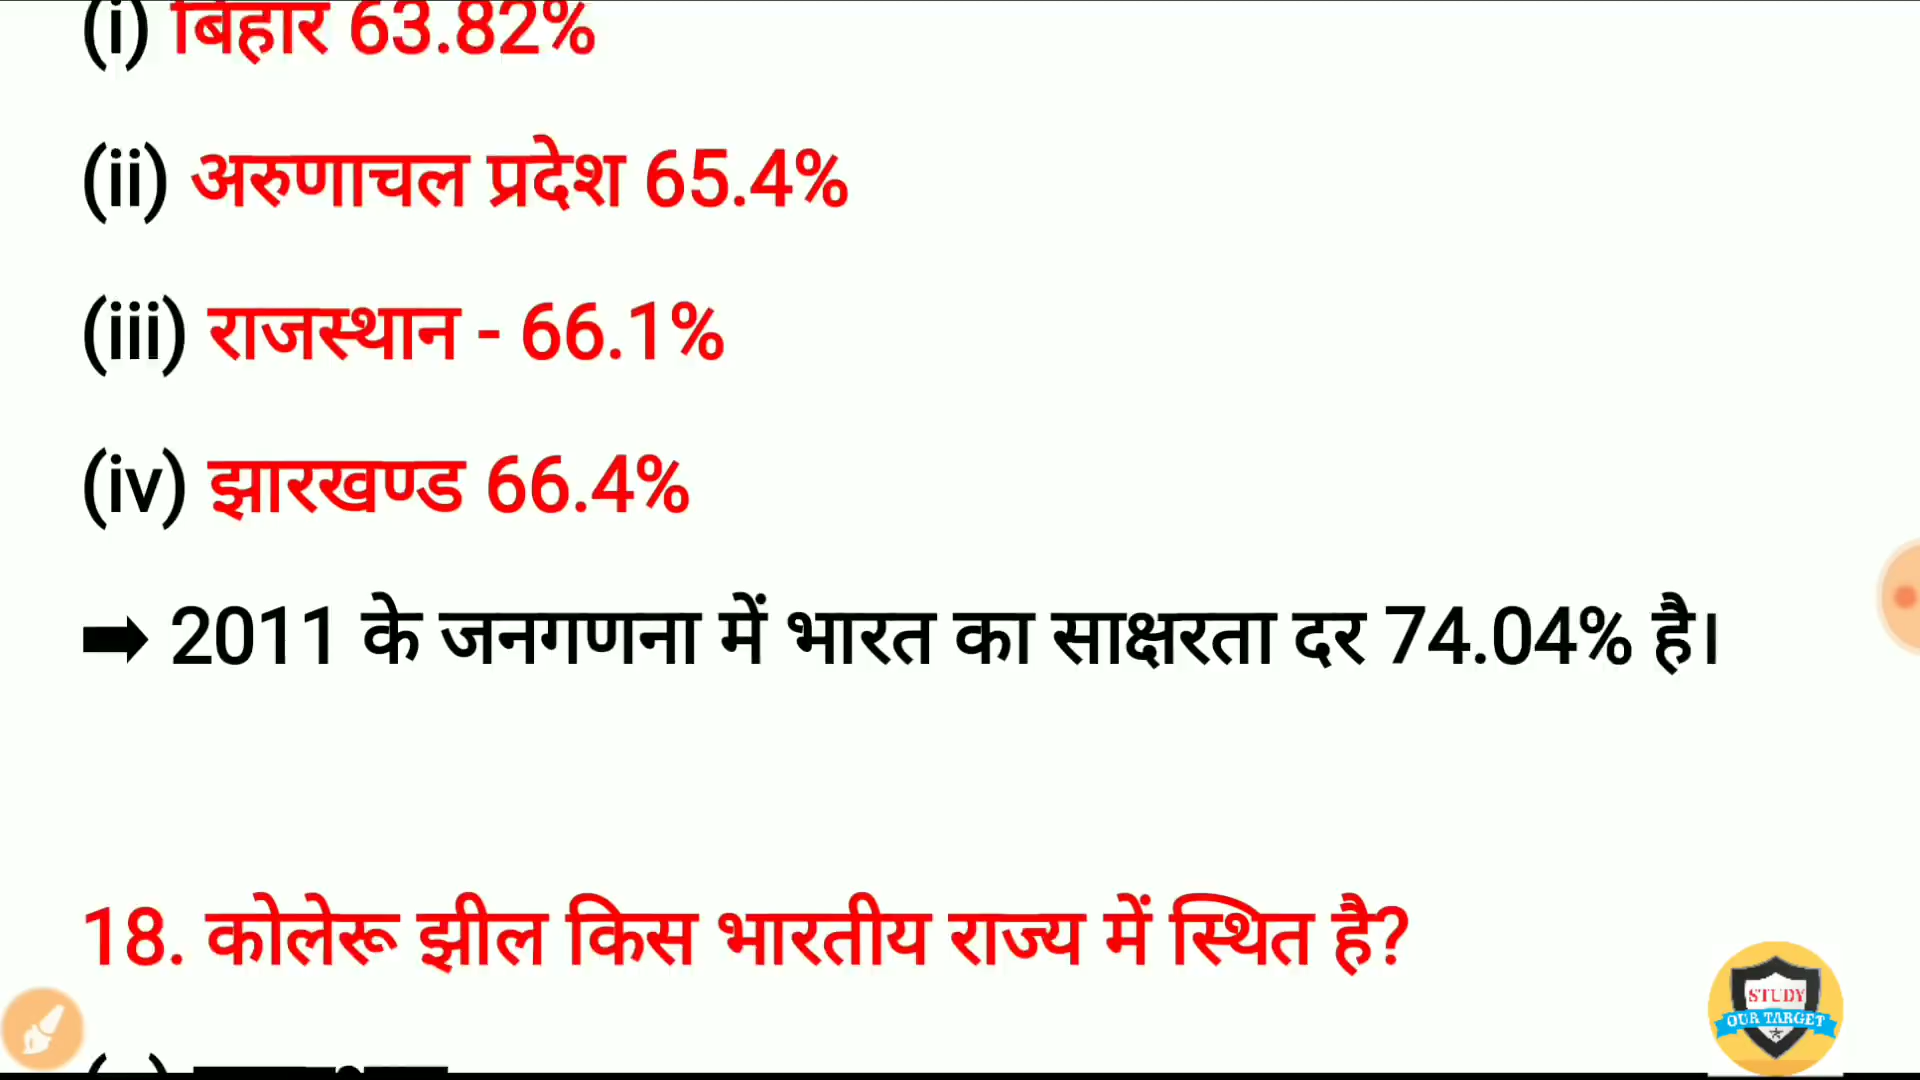 (i) बिहार 63.82%
(ii) अरुणाचल प्रदेश 65.4%
(iii) राजस्थान - 66.1%
(iv) झारखण्ड 66.4%
➡ 2011 के जनगणना में भारत का साक्षरता दर 74.04% है।
18. कोलेरू झील किस भारतीय राज्य में स्थित है?
STUDY
OUR TARGET